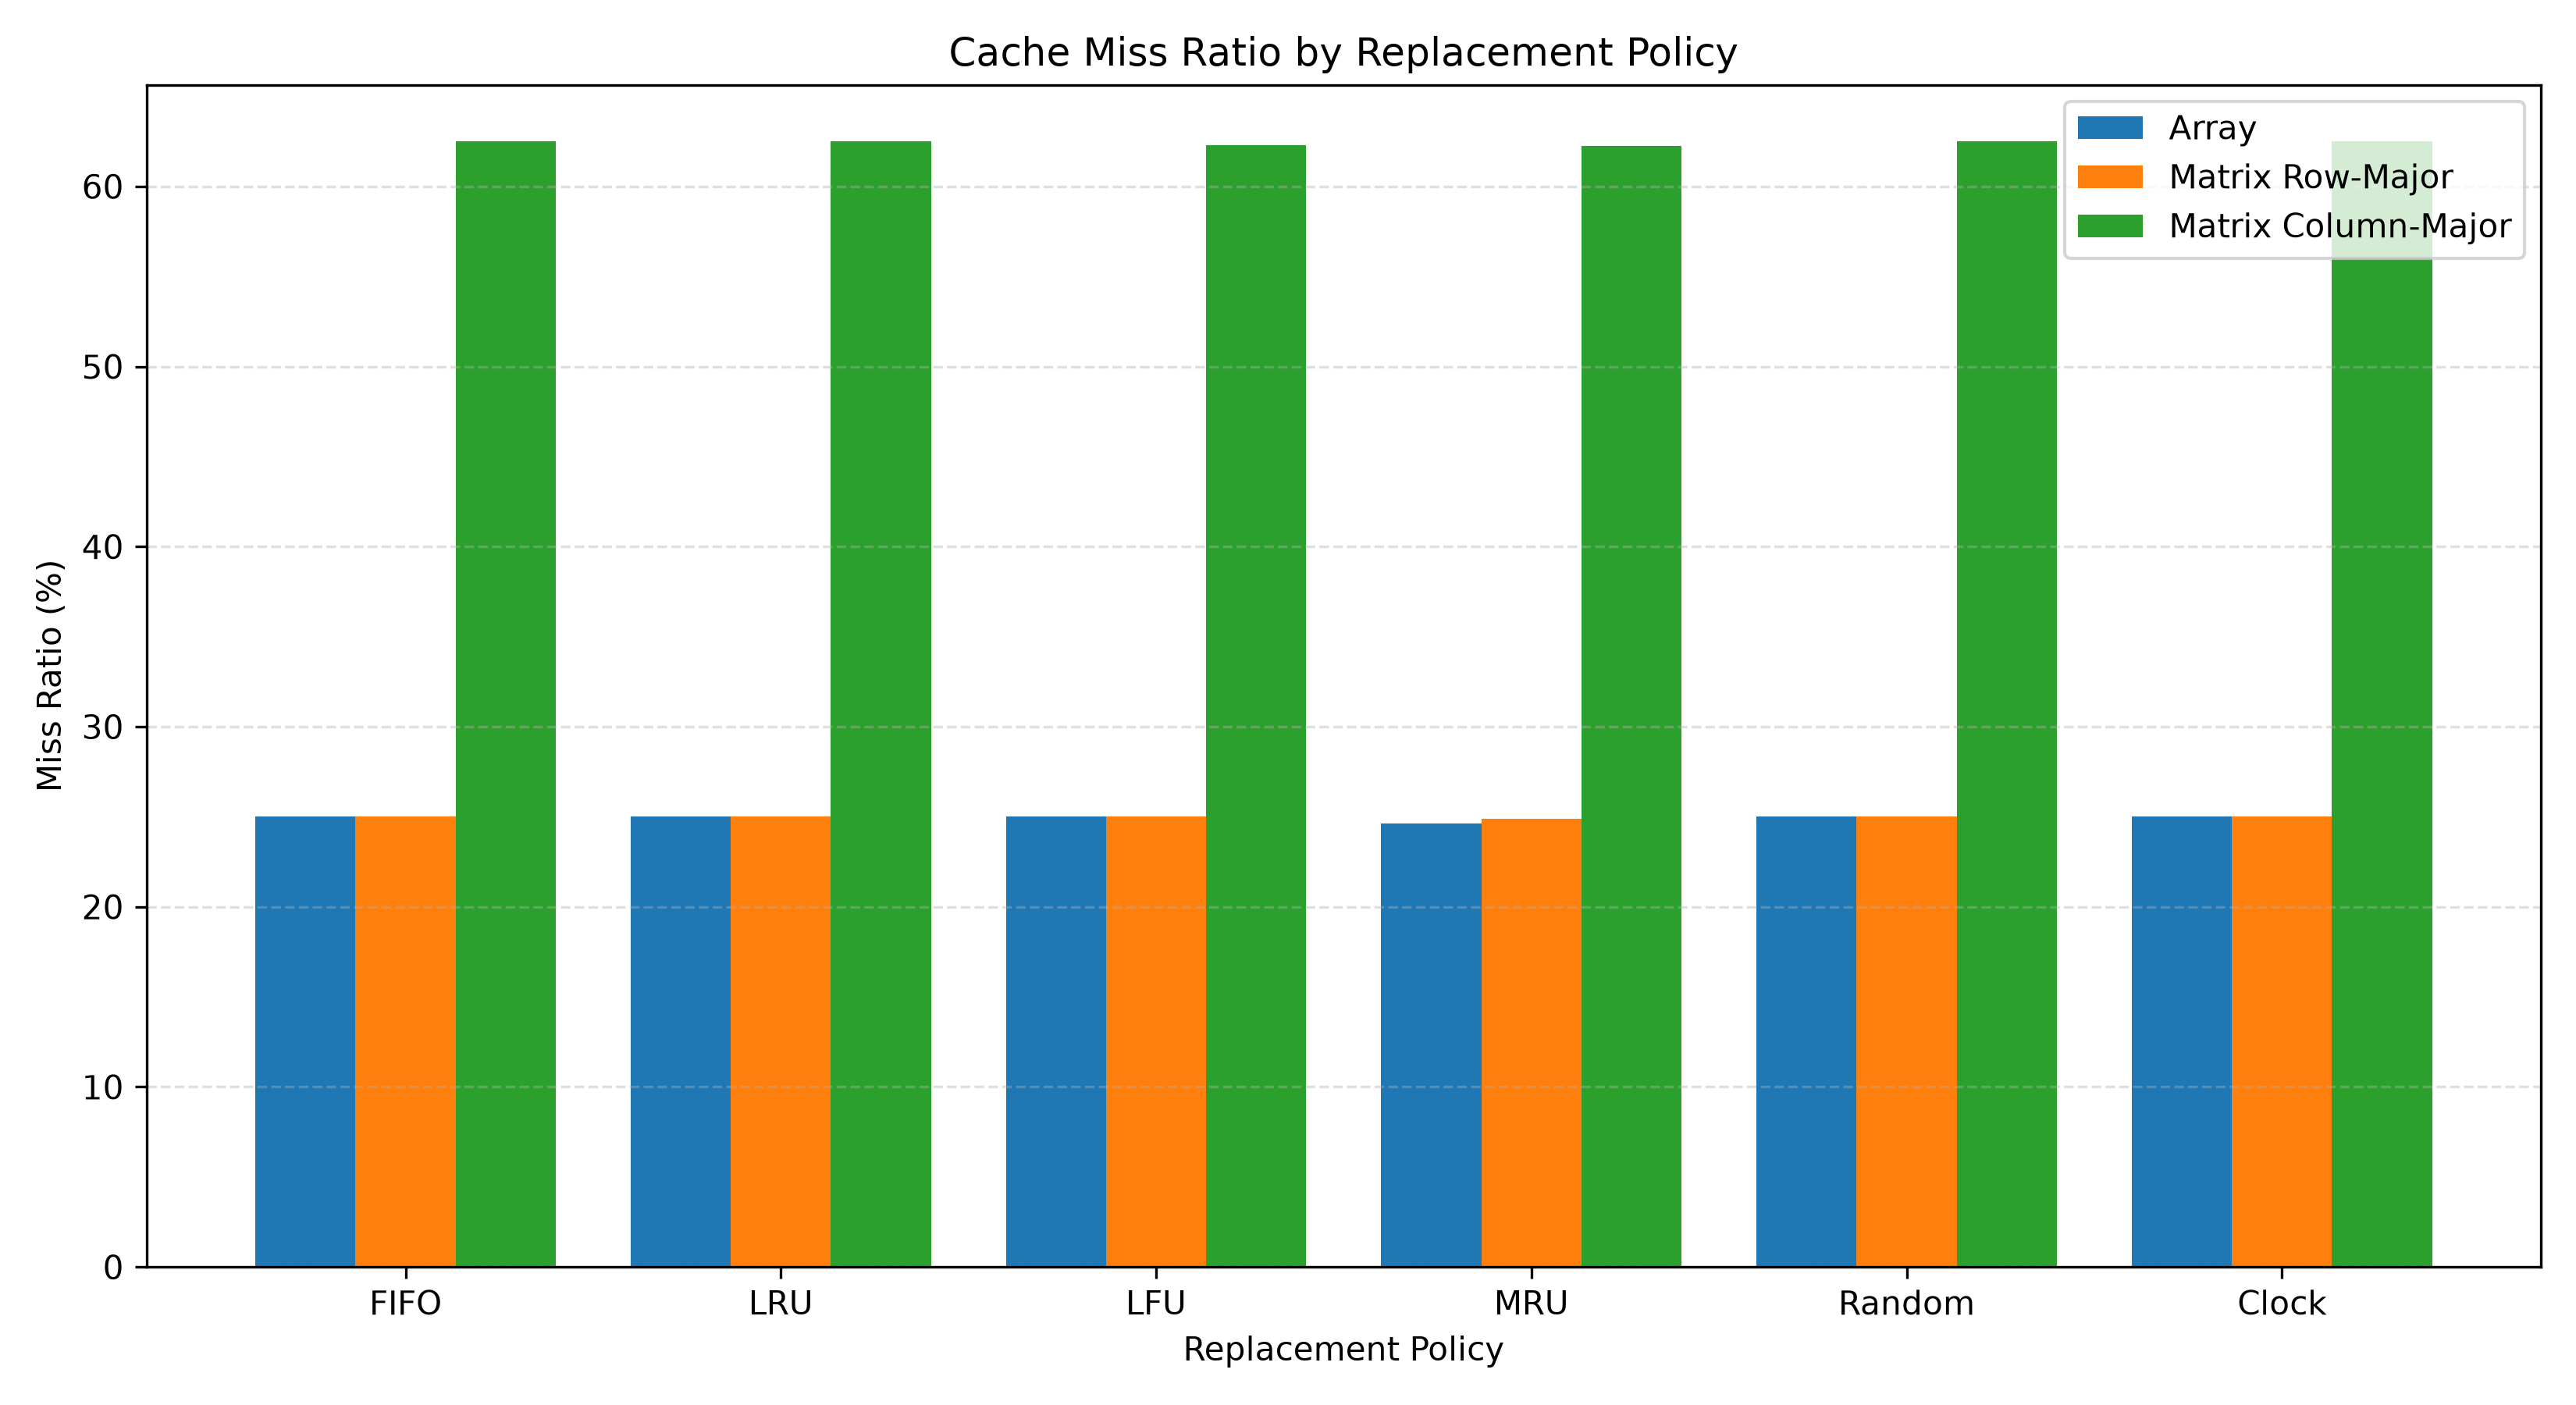 Cache Miss Ratio by Replacement Policy
Array
Matrix Row-Major
Matrix Column-Major
Miss Ratio (%)
60
50
40
30
20
10
0
FIFO LRU LFU MRU Random Clock
Replacement Policy